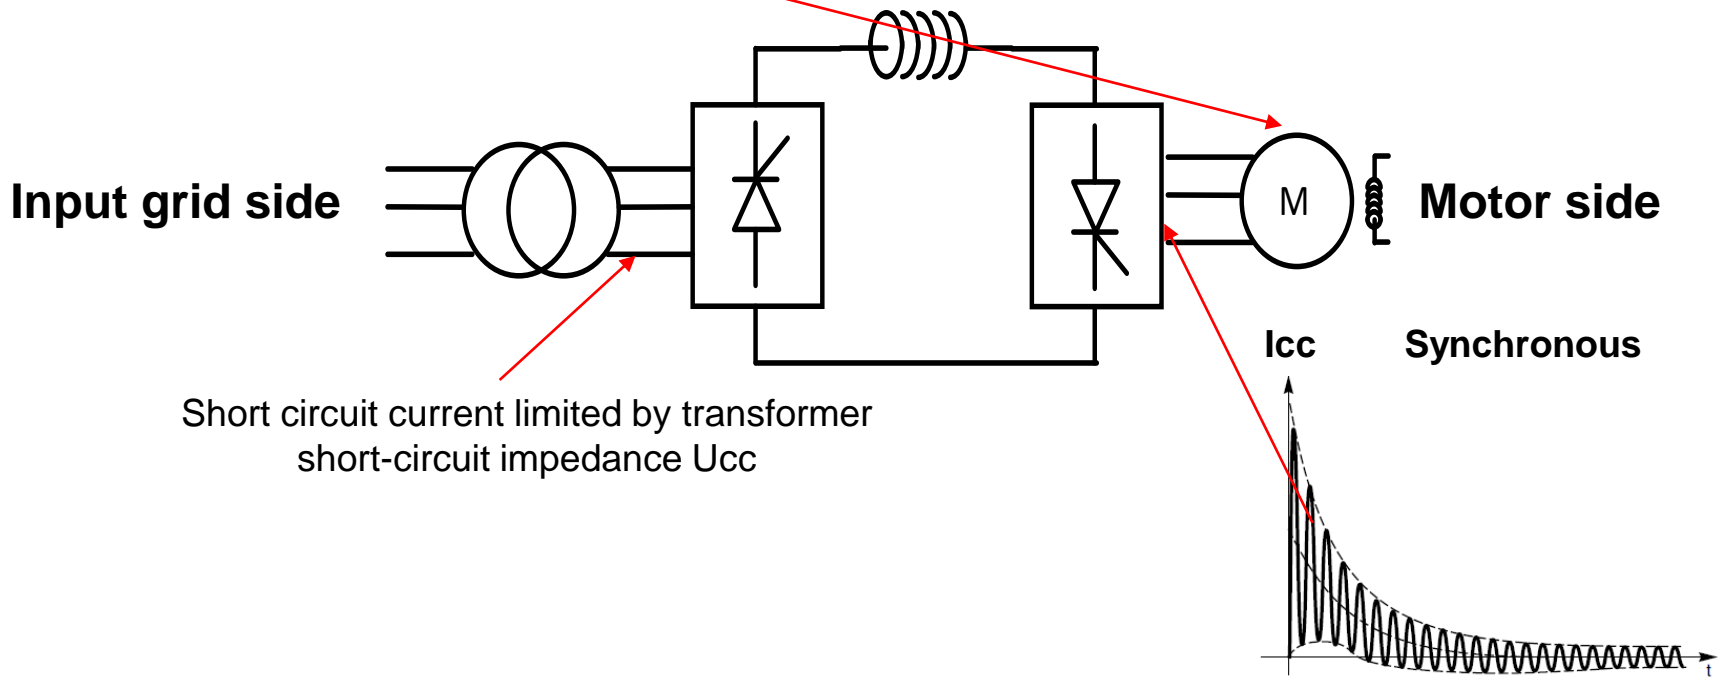 Input grid side
M
Motor side
Icc
Synchronous
Short circuit current limited by transformer
short-circuit impedance Ucc
t